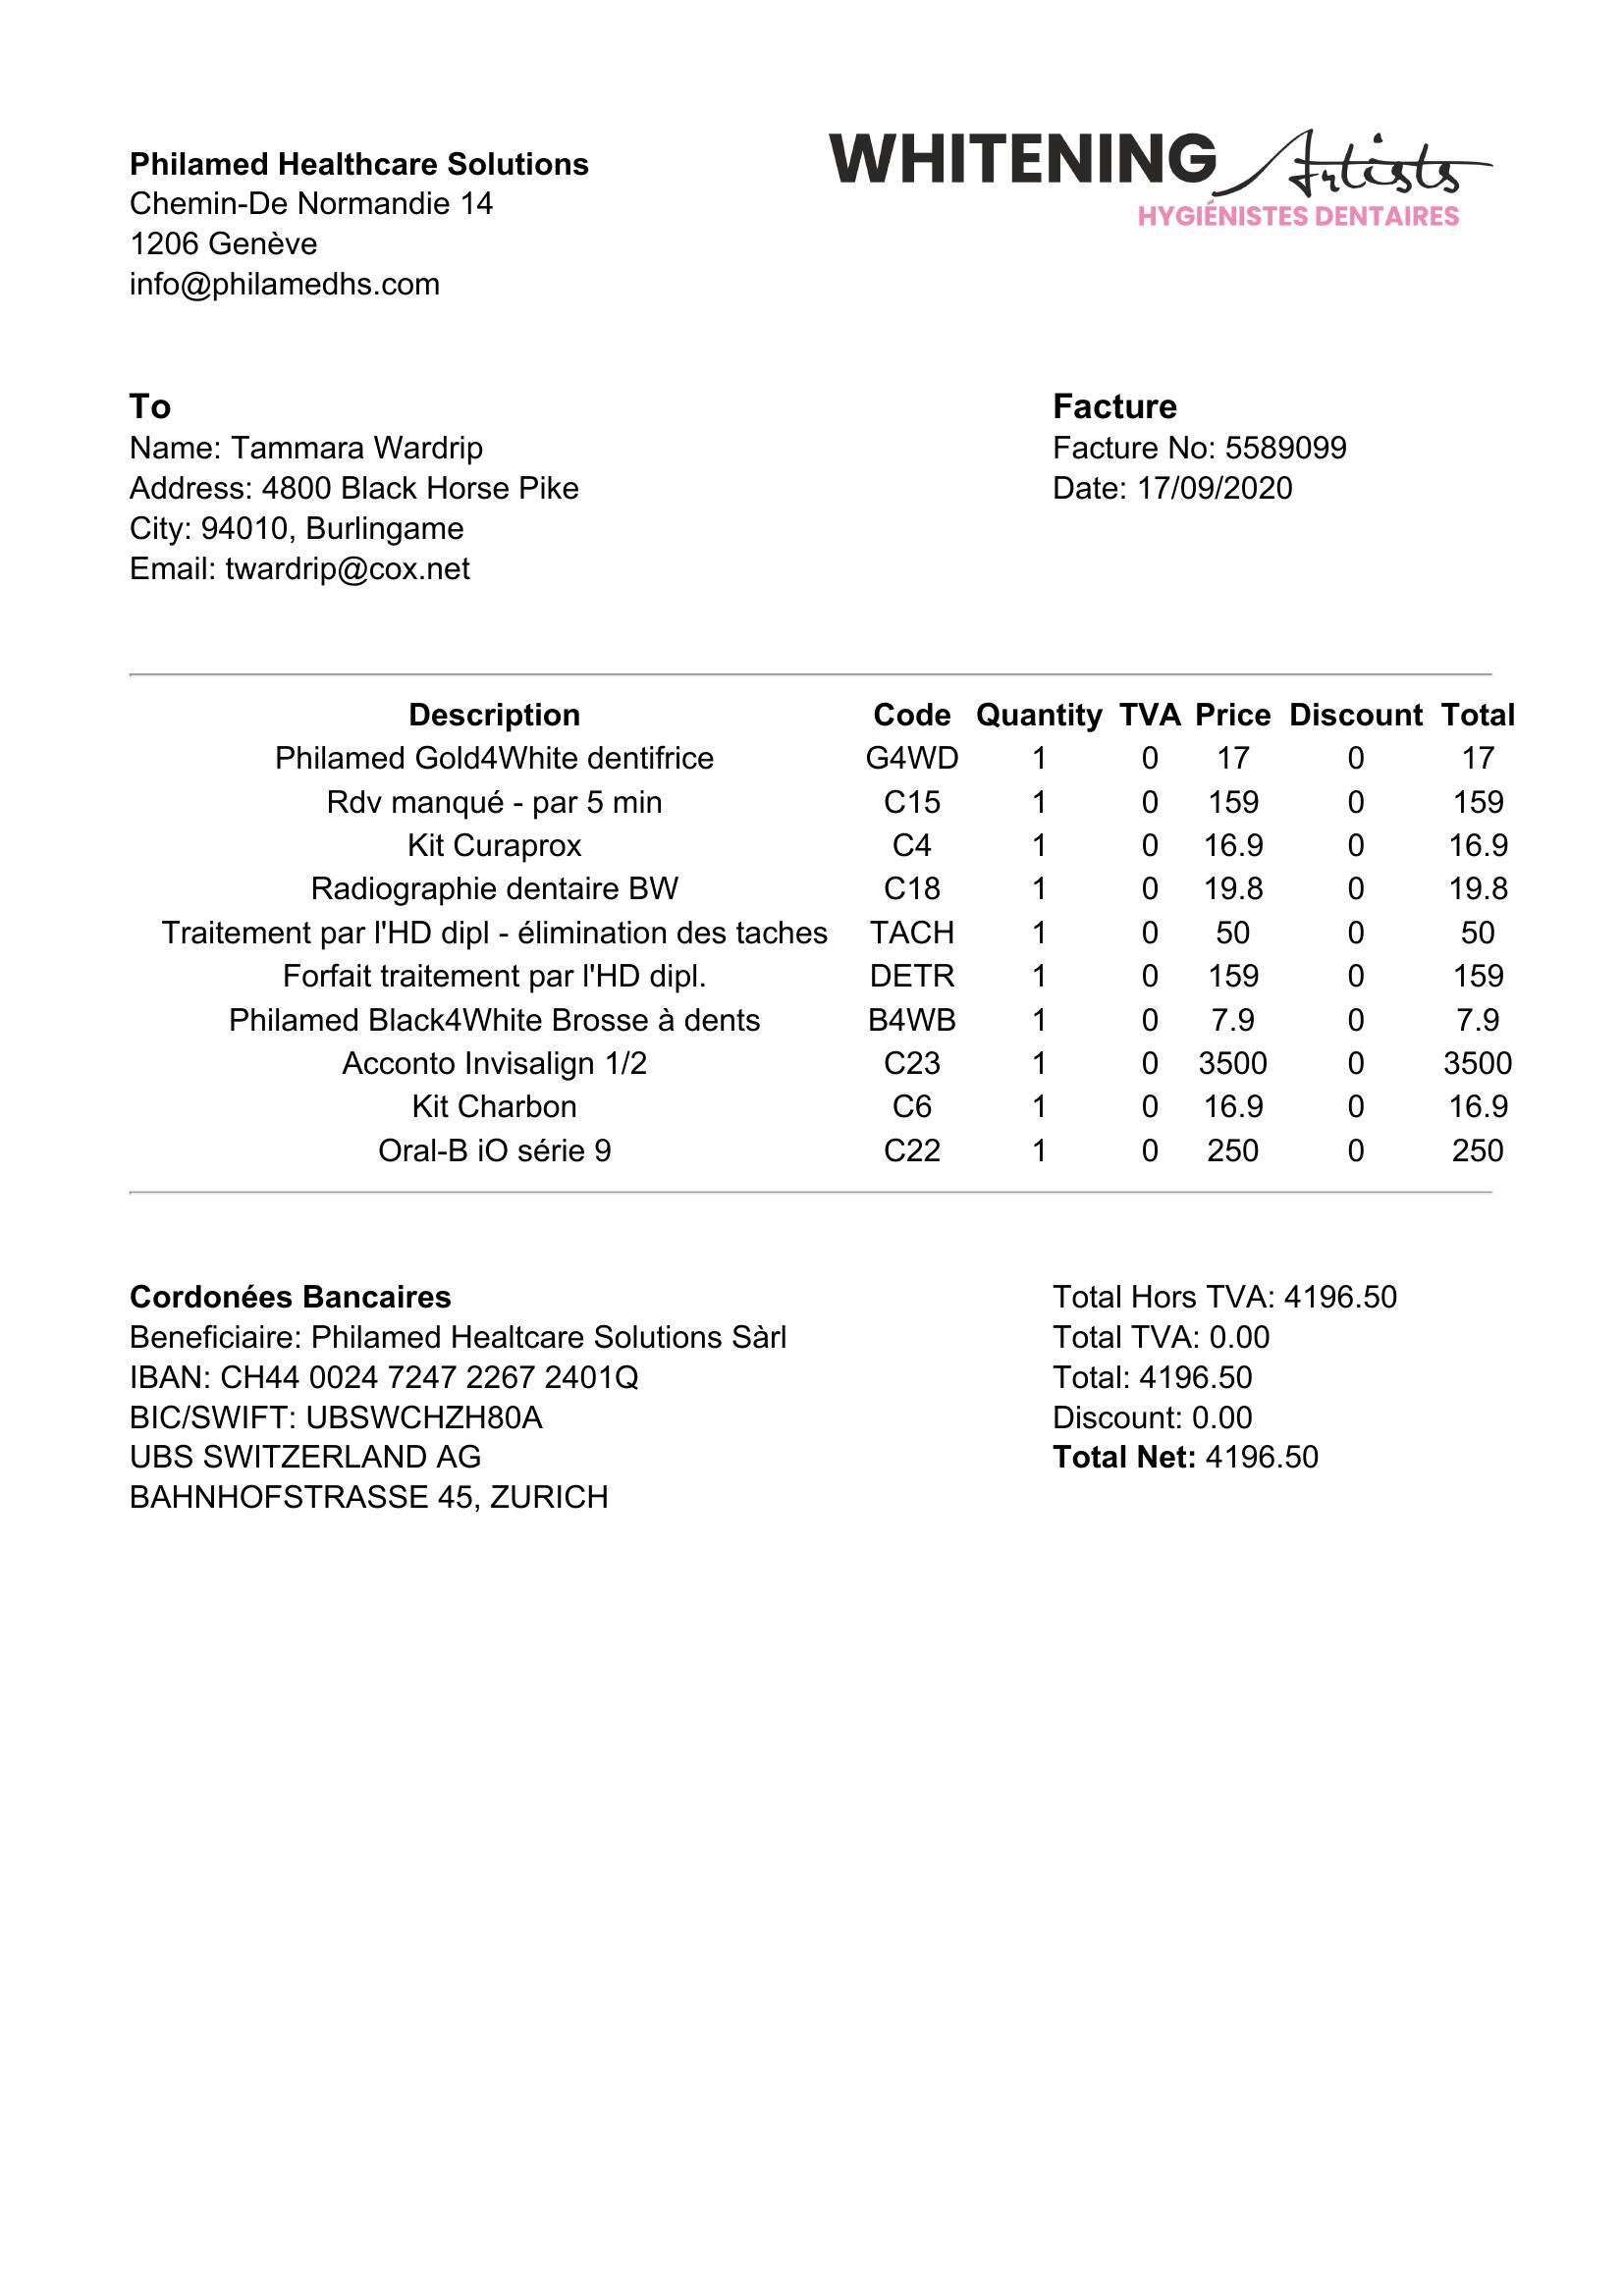 Philamed Healthcare Solutions
Chemin-De Normandie 14
1206 Genève
info@philamedhs.com
WHITENING Artists
HYGIÉNISTES DENTAIRES
To
Name: Tammara Wardrip
Address: 4800 Black Horse Pike
City: 94010, Burlingame
Email: twardrip@cox.net
Facture
Facture No: 5589099
Date: 17/09/2020
Description Code Quantity TVA Price Discount Total
Philamed Gold4White dentifrice G4WD 1 0 17 0 17
Rdv manqué - par 5 min C15 1 0 159 0 159
Kit Curaprox C4 1 0 16.9 0 16.9
Radiographie dentaire BW C18 1 0 19.8 0 19.8
Traitement par l'HD dipl - élimination des taches TACH 1 0 50 0 50
Forfait traitement par l'HD dipl. DETR 1 0 159 0 159
Philamed Black4White Brosse à dents B4WB 1 0 7.9 0 7.9
Acconto Invisalign 1/2 C23 1 0 3500 0 3500
Kit Charbon C6 1 0 16.9 0 16.9
Oral-B iO série 9 C22 1 0 250 0 250
Cordonées Bancaires
Beneficiaire: Philamed Healtcare Solutions Sàrl
IBAN: CH44 0024 7247 2267 2401Q
BIC/SWIFT: UBSWCHZH80A
UBS SWITZERLAND AG
BAHNHOFSTRASSE 45, ZURICH
Total Hors TVA: 4196.50
Total TVA: 0.00
Total: 4196.50
Discount: 0.00
Total Net: 4196.50